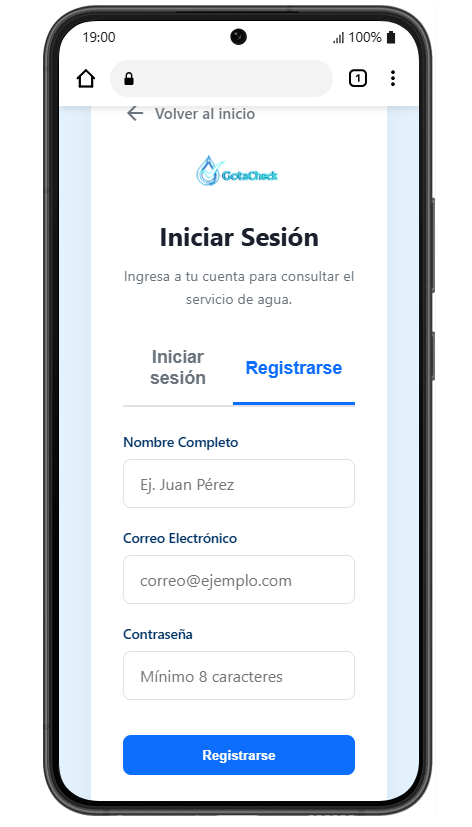 19:00
100%
1
Volver al inicio
GotaCheck
Iniciar Sesión
Ingresa a tu cuenta para consultar el
servicio de agua.
Iniciar
sesión
Registrarse
Nombre Completo
Ej. Juan Pérez
Correo Electrónico
correo@ejemplo.com
Contraseña
Mínimo 8 caracteres
Registrarse